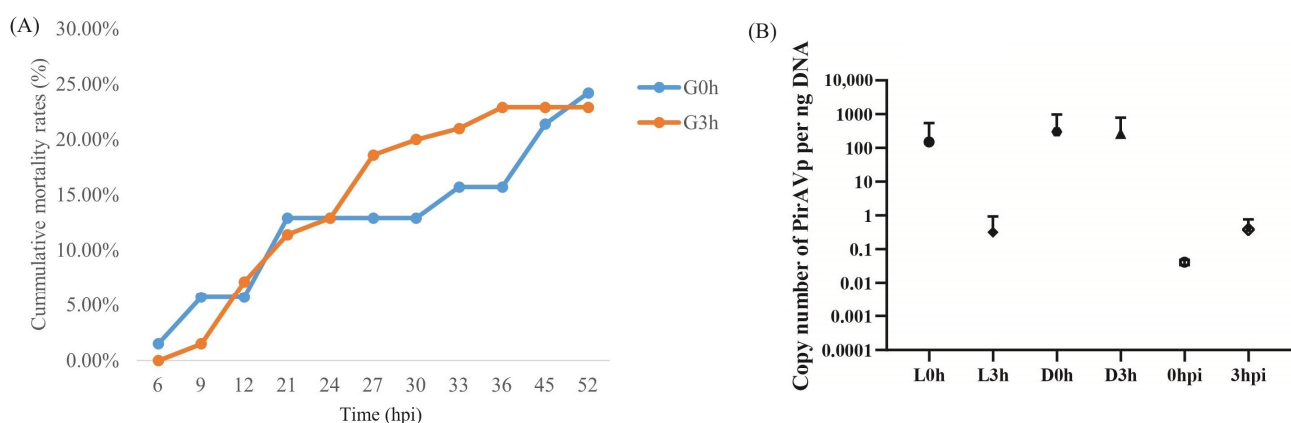 (A)
Cummulative mortality rates (%)
30.00%
25.00%
20.00%
15.00%
10.00%
5.00%
0.00%
6 9 12 21 24 27 30 33 36 45 52
Time (hpi)
G0h
G3h
(B)
Copy number of PirAVp per ng DNA
10,000
1000
100
10
1
0.1
0.01
0.001
0.0001
L0h L3h D0h D3h 0hpi 3hpi